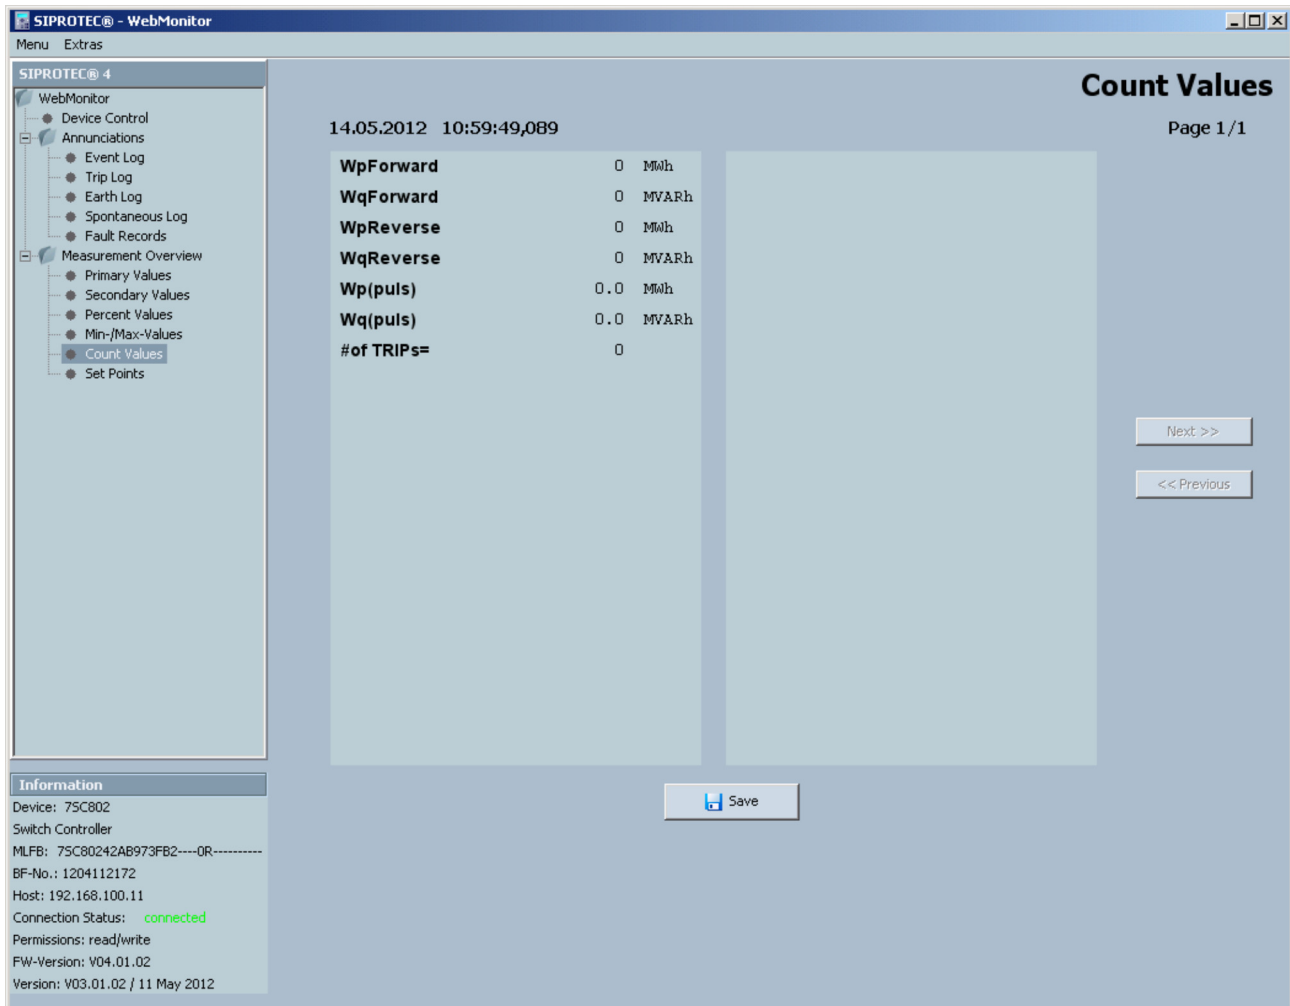 SIPROTEC® - WebMonitor
Menu Extras
SIPROTEC® 4
WebMonitor
Device Control
Annunciations
Event Log
Trip Log
Earth Log
Spontaneous Log
Fault Records
Measurement Overview
Primary Values
Secondary Values
Percent Values
Min-/Max-Values
Count Values
Set Points
Count Values
14.05.2012 10:59:49,089
Page 1/1
WpForward 0 MWh
WqForward 0 MVARh
WpReverse 0 MWh
WqReverse 0 MVARh
Wp(puls) 0.0 MWh
Wq(puls) 0.0 MVARh
#of TRIPs= 0
Next >>
<< Previous
Save
Information
Device: 7SC802
Switch Controller
MLFB: 7SC80242AB973FB2----0R----------
BF-No.: 1204112172
Host: 192.168.100.11
Connection Status: connected
Permissions: read/write
FW-Version: V04.01.02
Version: V03.01.02 / 11 May 2012